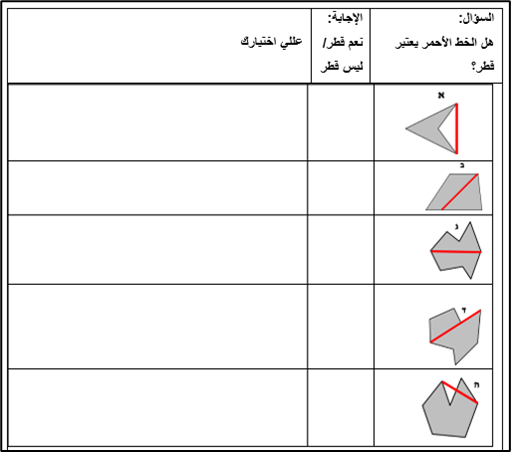 السؤال:
هل الخط الأحمر يعتبر
قطر؟
الإجابة:
نعم قطر/
ليس قطر
عللي اختيارك
א
ב
ג
ד
ה